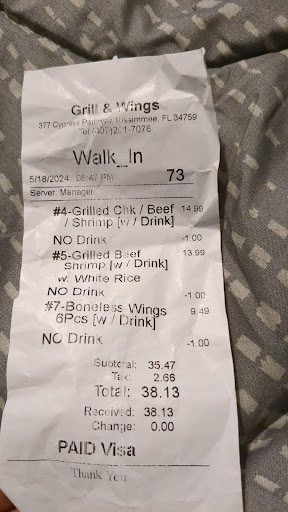 Grill & Wings
377 Cypress Parkway, Kissimmee, FL 34759
Walk_In
5/18/2024 06:47 PM 73
Server: Manager
#4-Grilled Chk / Beef 14.99
/ Shrimp [w / Drink]
NO Drink -1.00
#5-Grilled Beef 13.99
Shrimp [w / Drink]
w. White Rice
NO Drink -1.00
#7-Boneless Wings 9.49
6Pcs [w / Drink]
NO Drink -1.00
Subtotal: 35.47
Tax: 2.66
Total: 38.13
Received: 38.13
Change: 0.00
PAID Visa
Thank You